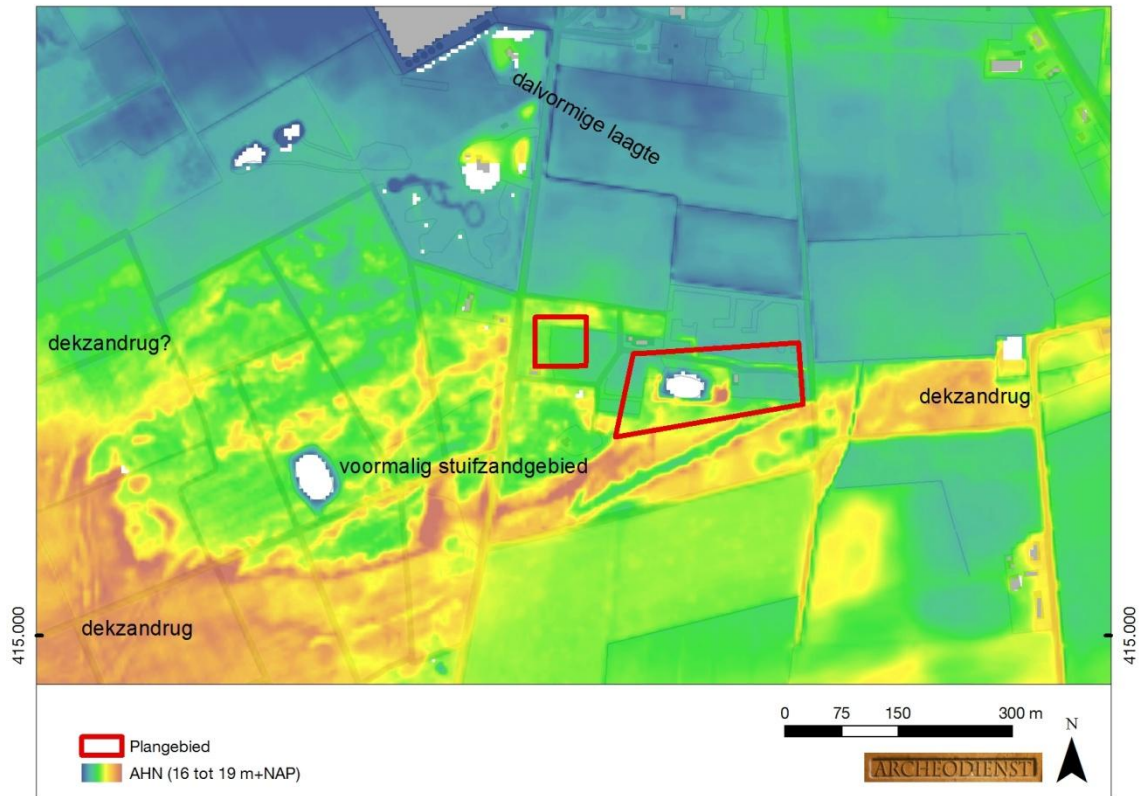 dalvormige laagte
dekzandrug?
dekzandrug
voormalig stuifzandgebied
dekzandrug
415.000
415.000
0 75 150 300 m
N
Plangebied
AHN (16 tot 19 m+NAP)
ARCHEODIENST